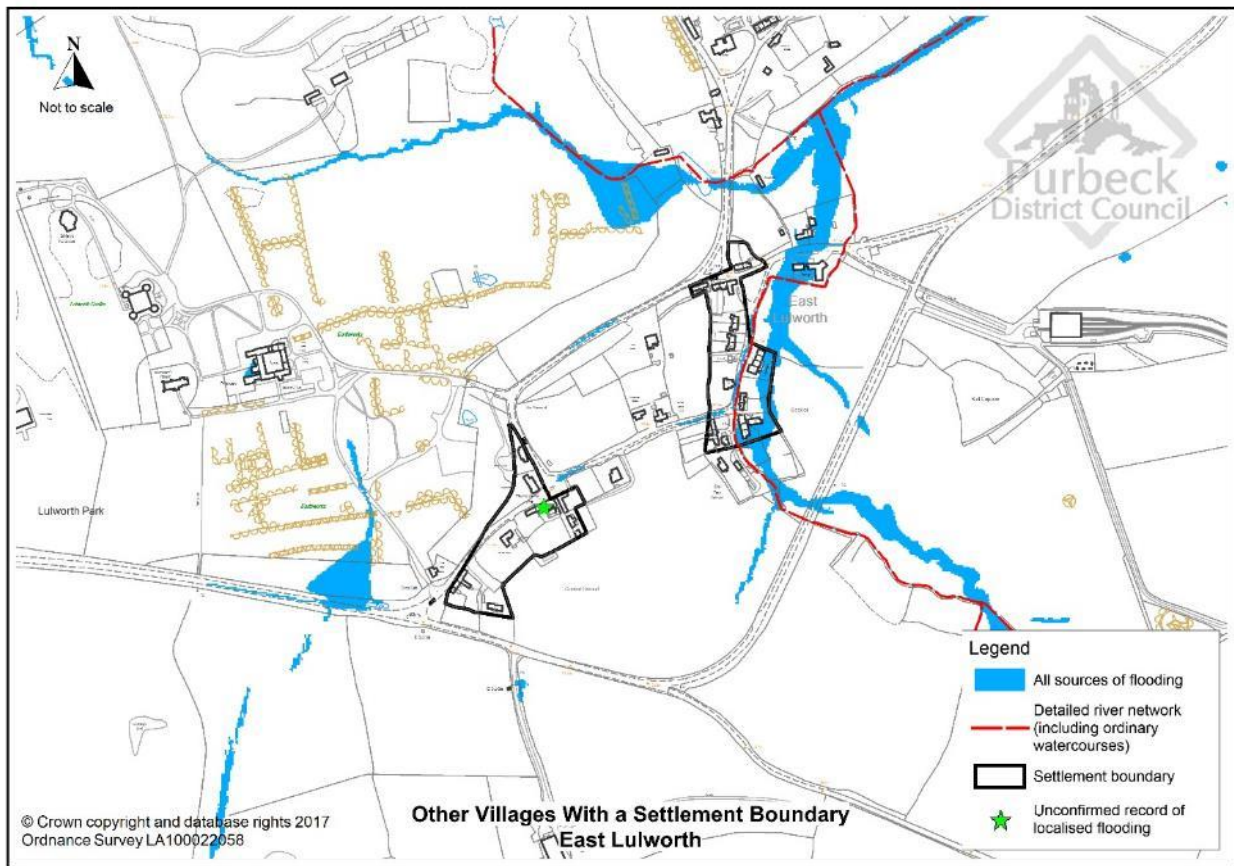 N
Not to scale
Purbeck
District Council
East
Lulworth
Earthworks
Earthworks
Lulworth Park
Legend
All sources of flooding
Detailed river network
(including ordinary
watercourses)
Settlement boundary
Unconfirmed record of
localised flooding
Other Villages With a Settlement Boundary
East Lulworth
© Crown copyright and database rights 2017
Ordnance Survey LA100022058